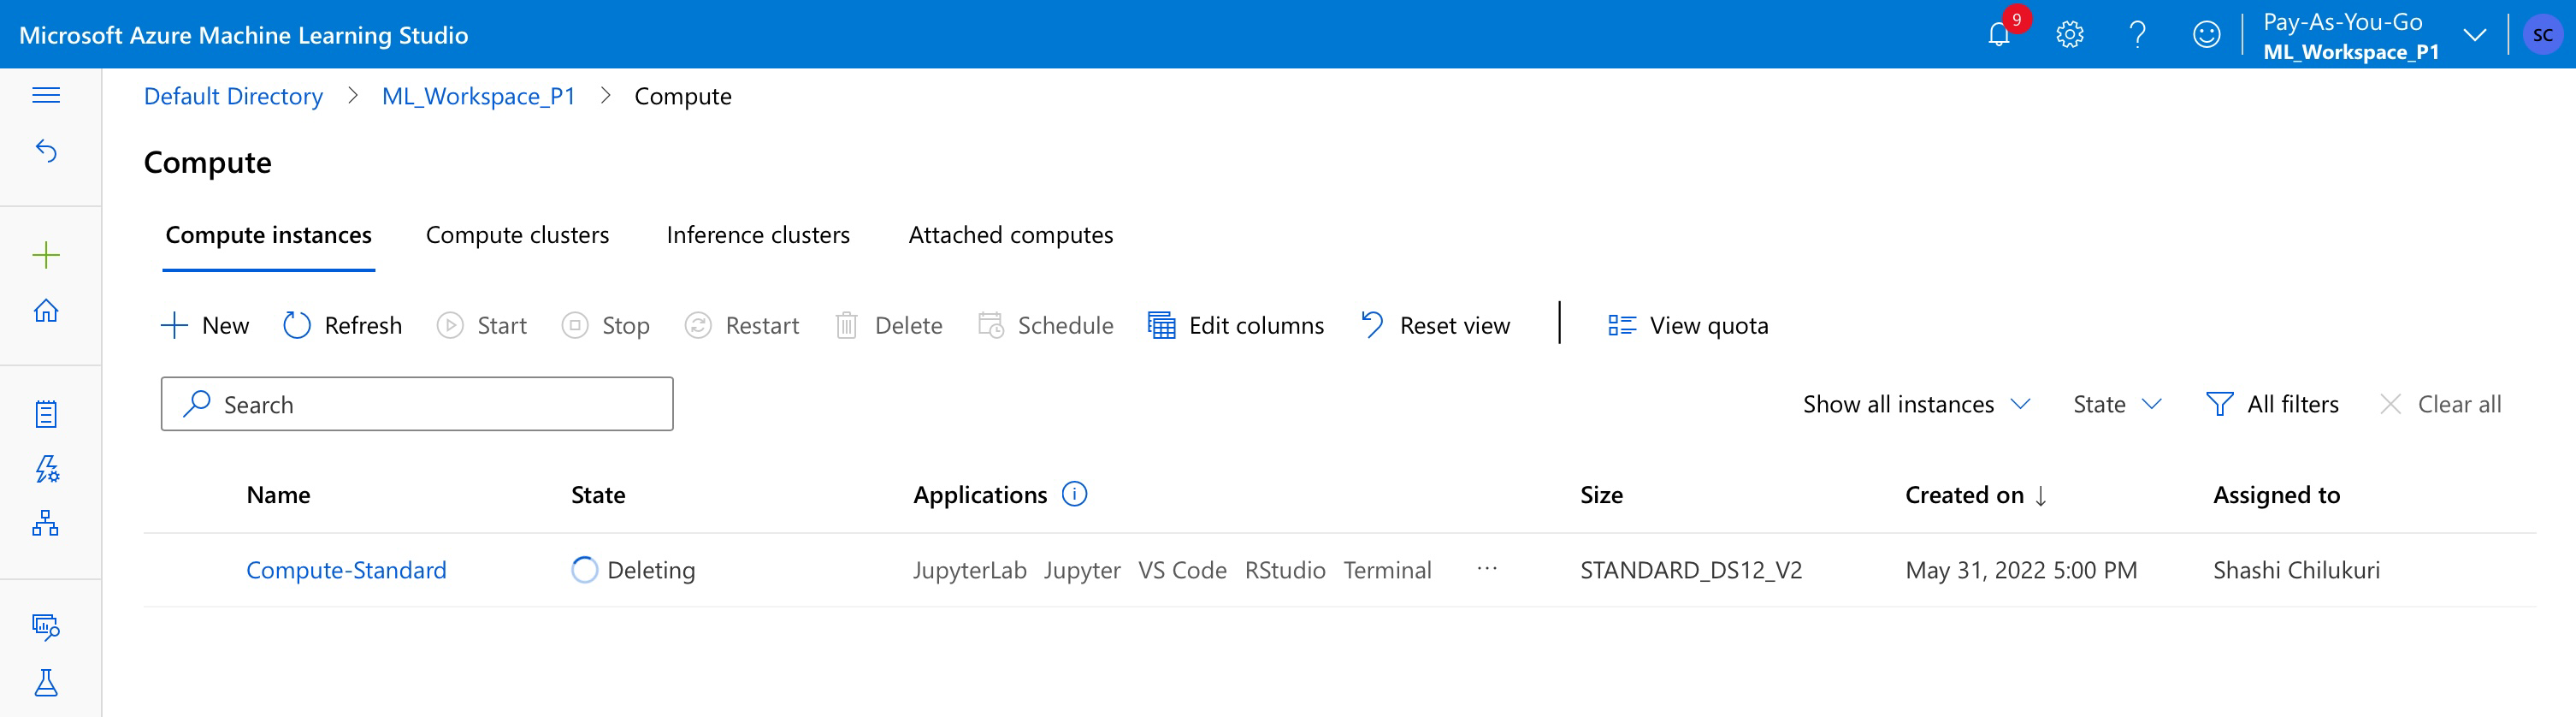 Microsoft Azure Machine Learning Studio
9
Pay-As-You-Go
ML_Workspace_P1
SC
Default Directory > ML_Workspace_P1 > Compute
Compute
Compute instances Compute clusters Inference clusters Attached computes
New Refresh Start Stop Restart Delete Schedule Edit columns Reset view View quota
Search
Show all instances State All filters Clear all
Name State Applications Size Created on ↓ Assigned to
Compute-Standard Deleting JupyterLab Jupyter VS Code RStudio Terminal ··· STANDARD_DS12_V2 May 31, 2022 5:00 PM Shashi Chilukuri